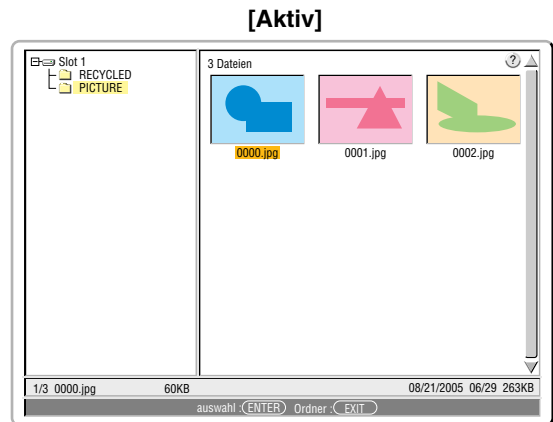 [Aktiv]
Slot 1
RECYCLED
PICTURE
3 Dateien
?
0000.jpg
0001.jpg
0002.jpg
1/3 0000.jpg 60KB 08/21/2005 06/29 263KB
auswahl :ENTER Ordner :EXIT